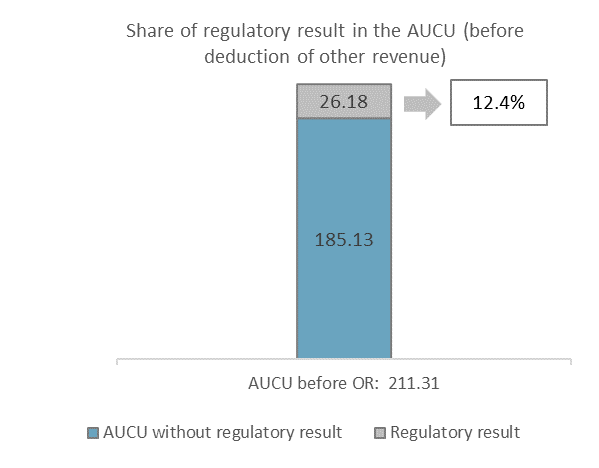 Share of regulatory result in the AUCU (before
deduction of other revenue)
26.18
12.4%
185.13
AUCU before OR:  211.31
AUCU without regulatory result
Regulatory result